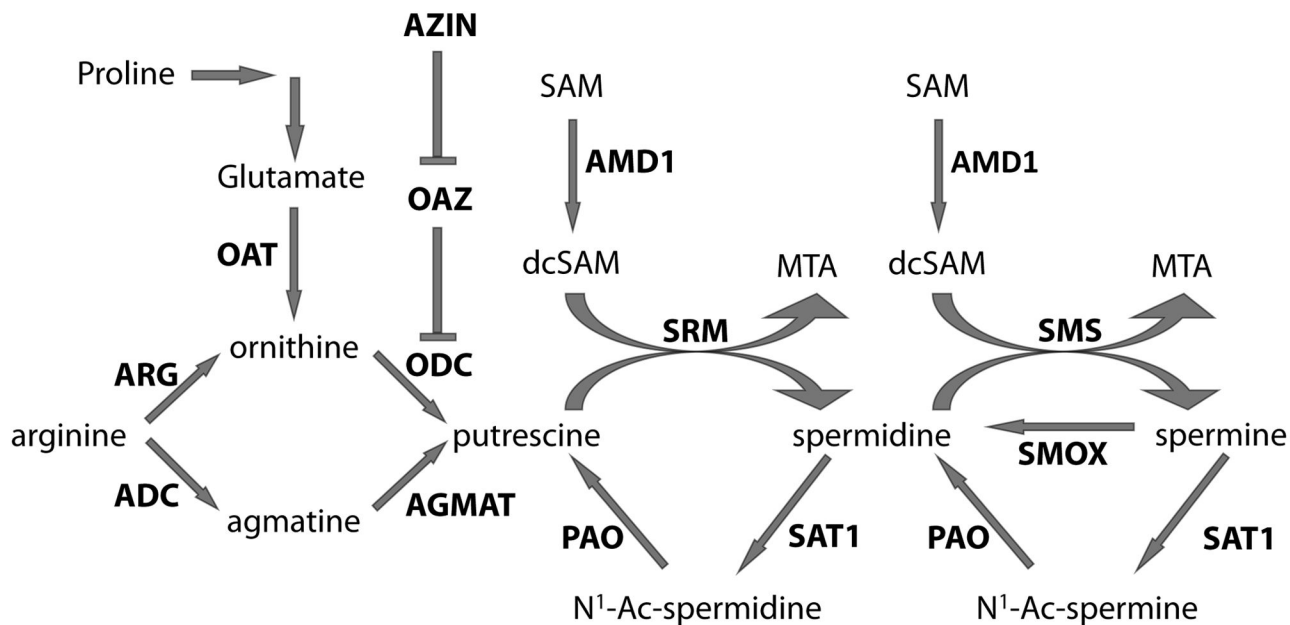 AZIN
Proline
SAM
SAM
Glutamate
AMD1
AMD1
OAZ
OAT
dcSAM
MTA
dcSAM
MTA
SRM
SMS
ornithine
ODC
ARG
arginine
putrescine
spermidine
spermine
SMOX
ADC
AGMAT
agmatine
PAO
SAT1
PAO
SAT1
N¹-Ac-spermidine
N¹-Ac-spermine